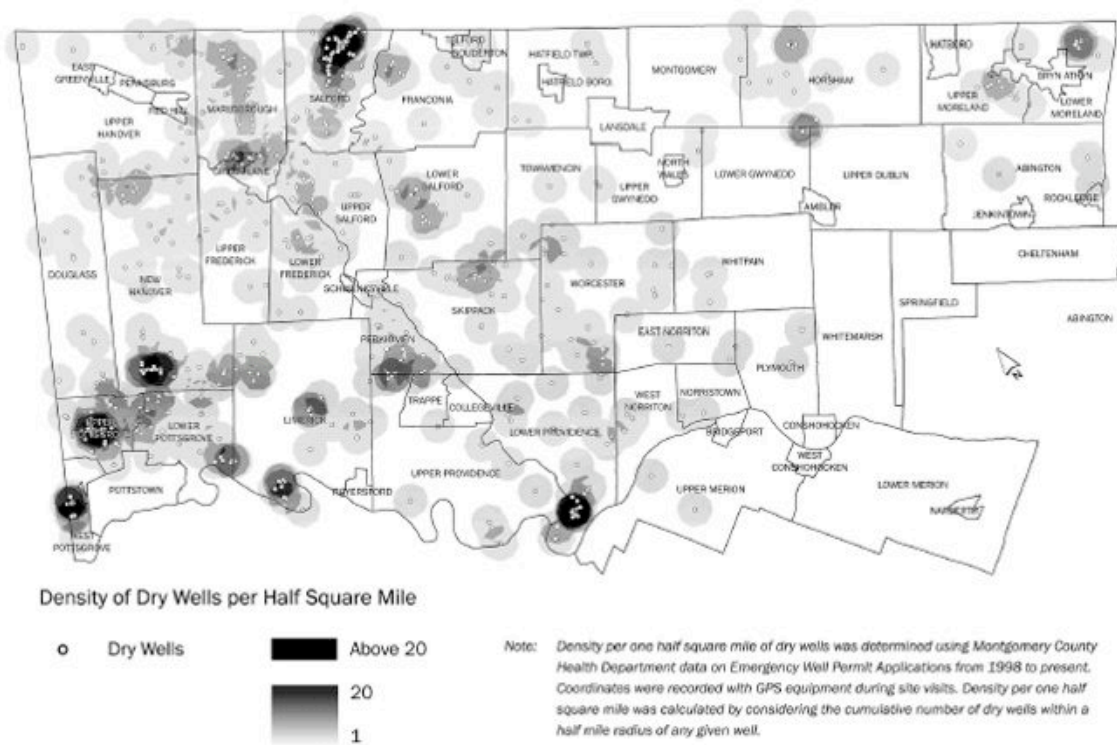 TELFORD
SOUDERTON
HATFIELD TWP.
HATBORO
EAST
GREENVILLE
PENNSBURG
HATFIELD BORO.
MONTGOMERY
HORSHAM
BRYN ATHYN
RED HILL
MARLBOROUGH
SALFORD
FRANCONIA
UPPER
MORELAND
LOWER
MORELAND
UPPER
HANOVER
LANSDALE
GREEN LANE
LOWER
SALFORD
TOWAMENCIN
NORTH
WALES
UPPER
GWYNEDD
LOWER GWYNEDD
UPPER DUBLIN
ABINGTON
ROCKLEDGE
UPPER
SALFORD
AMBLER
JENKINTOWN
DOUGLASS
NEW
HANOVER
UPPER
FREDERICK
LOWER
FREDERICK
SCHWENKSVILLE
SKIPPACK
WORCESTER
WHITPAIN
CHELTENHAM
SPRINGFIELD
ABINGTON
PERKIOMEN
EAST NORRITON
WHITEMARSH
PLYMOUTH
N
TRAPPE
COLLEGEVILLE
WEST
NORRITON
NORRISTOWN
UPPER
LIMERICK
LOWER
POTTSGROVE
LOWER PROVIDENCE
BRIDGEPORT
CONSHOHOCKEN
WEST
CONSHOHOCKEN
UPPER PROVIDENCE
POTTSTOWN
ROYERSFORD
UPPER MERION
LOWER MERION
NARBERTH
WEST
POTTSGROVE
Density of Dry Wells per Half Square Mile
Dry Wells
Above 20
20
1
Note: Density per one half square mile of dry wells was determined using Montgomery County
Health Department data on Emergency Well Permit Applications from 1998 to present.
Coordinates were recorded with GPS equipment during site visits. Density per one half
square mile was calculated by considering the cumulative number of dry wells within a
half mile radius of any given well.